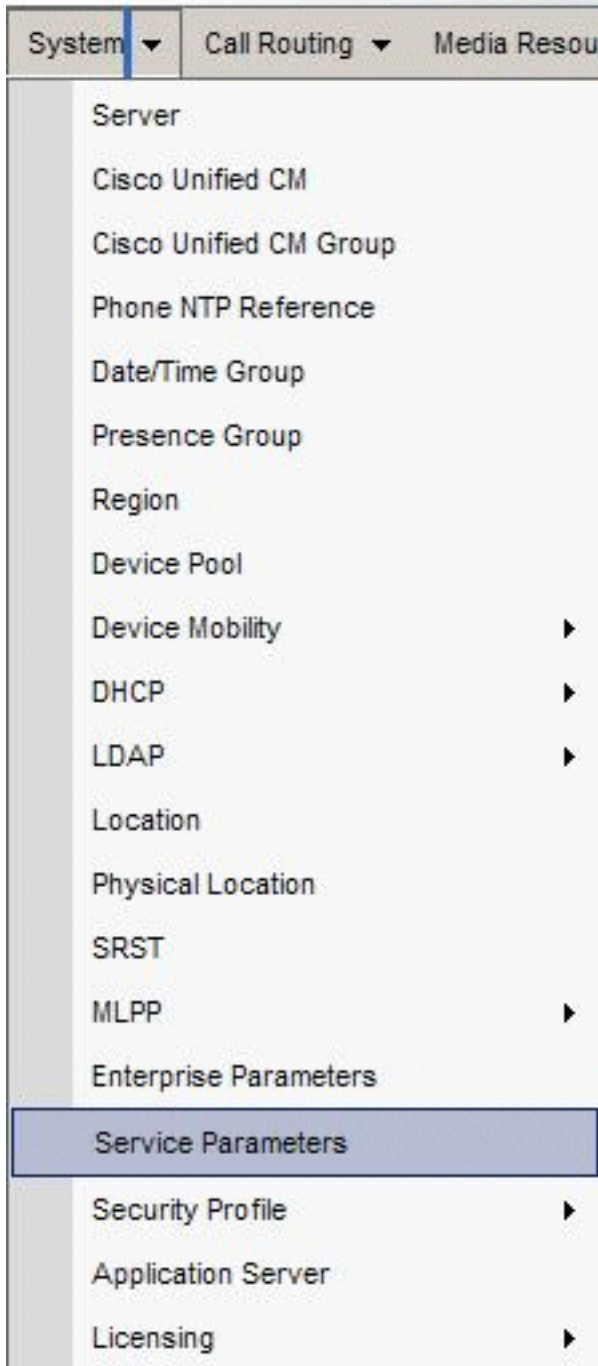 System Call Routing Media Resou
Server
Cisco Unified CM
Cisco Unified CM Group
Phone NTP Reference
Date/Time Group
Presence Group
Region
Device Pool
Device Mobility
DHCP
LDAP
Location
Physical Location
SRST
MLPP
Enterprise Parameters
Service Parameters
Security Profile
Application Server
Licensing